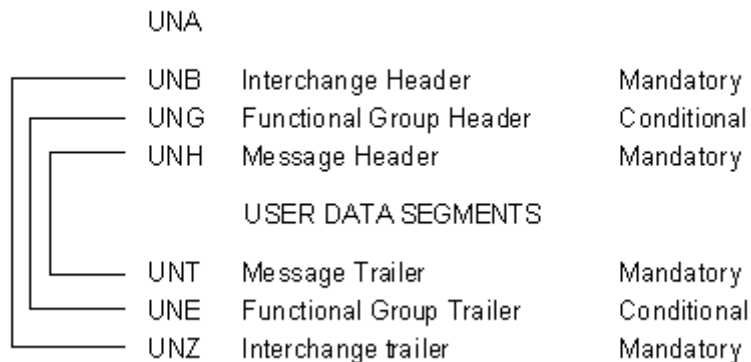 UNA
UNB Interchange Header Mandatory
UNG Functional Group Header Conditional
UNH Message Header Mandatory
USER DATA SEGMENTS
UNT Message Trailer Mandatory
UNE Functional Group Trailer Conditional
UNZ Interchange trailer Mandatory